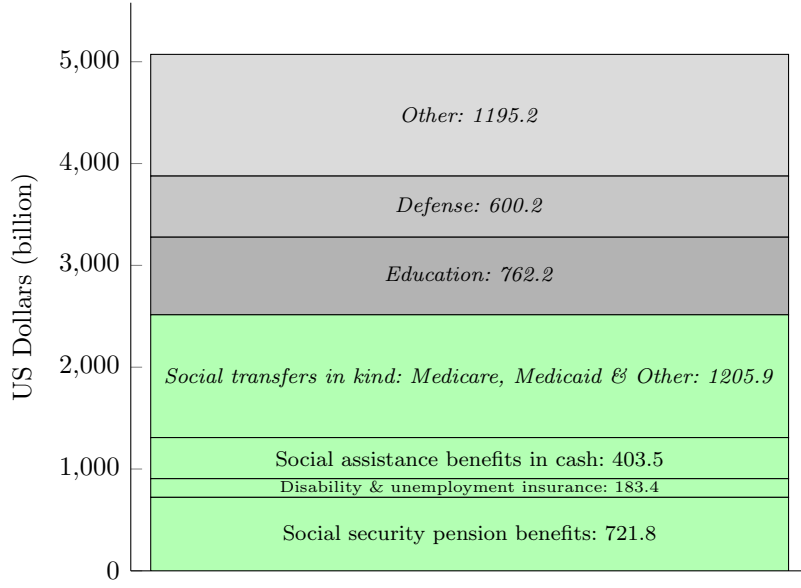 5,000
4,000
3,000
2,000
1,000
0
US Dollars (billion)
Other: 1195.2
Defense: 600.2
Education: 762.2
Social transfers in kind: Medicare, Medicaid & Other: 1205.9
Social assistance benefits in cash: 403.5
Disability & unemployment insurance: 183.4
Social security pension benefits: 721.8